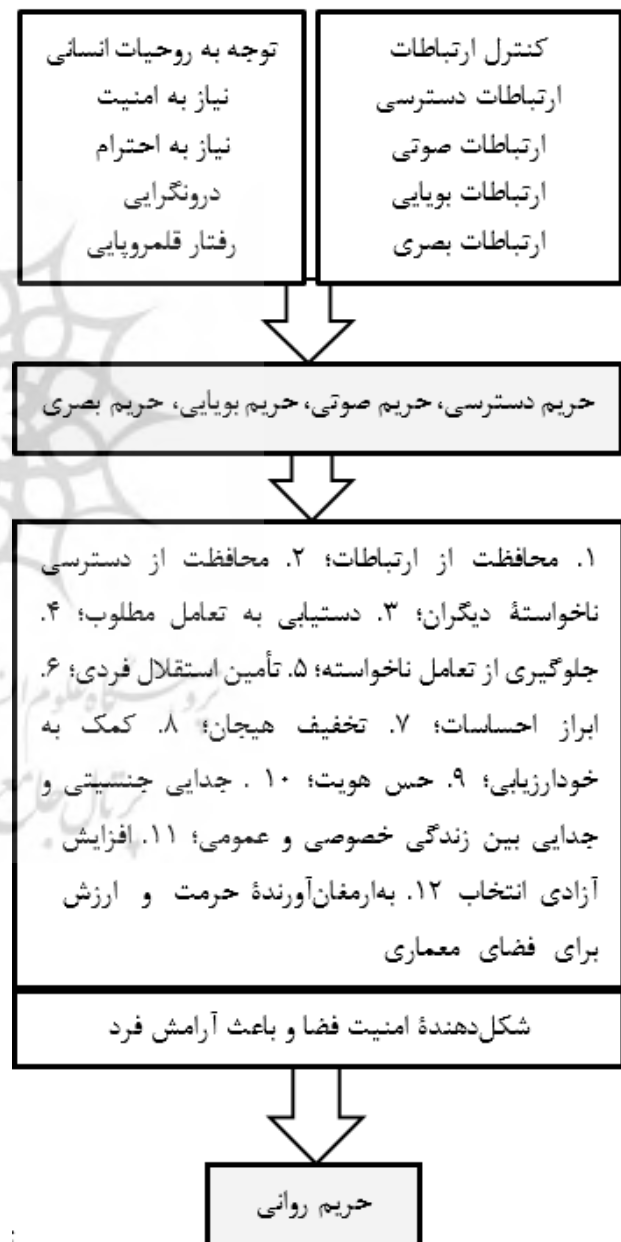 کنترل ارتباطات
ارتباطات دسترسی
ارتباطات صوتی
ارتباطات بویایی
ارتباطات بصری
توجه به روحیات انسانی
نیاز به امنیت
نیاز به احترام
درونگرایی
رفتار قلمروپایی
حریم دسترسی، حریم صوتی، حریم بویایی، حریم بصری
۱. محافظت از ارتباطات؛ ۲. محافظت از دسترسی
ناخواستهٔ دیگران؛ ۳. دستیابی به تعامل مطلوب؛ ۴.
جلوگیری از تعامل ناخواسته؛ ۵. تأمین استقلال فردی؛ ۶.
ابراز احساسات؛ ۷. تخفیف هیجان؛ ۸. کمک به
خودارزیابی؛ ۹. حس هویت؛ ۱۰ . جدایی جنسیتی و
جدایی بین زندگی خصوصی و عمومی؛ ۱۱. افزایش
آزادی انتخاب ۱۲. به‌ارمغان‌آورندهٔ حرمت و ارزش
برای فضای معماری
شکل‌دهندهٔ امنیت فضا و باعث آرامش فرد
حریم روانی